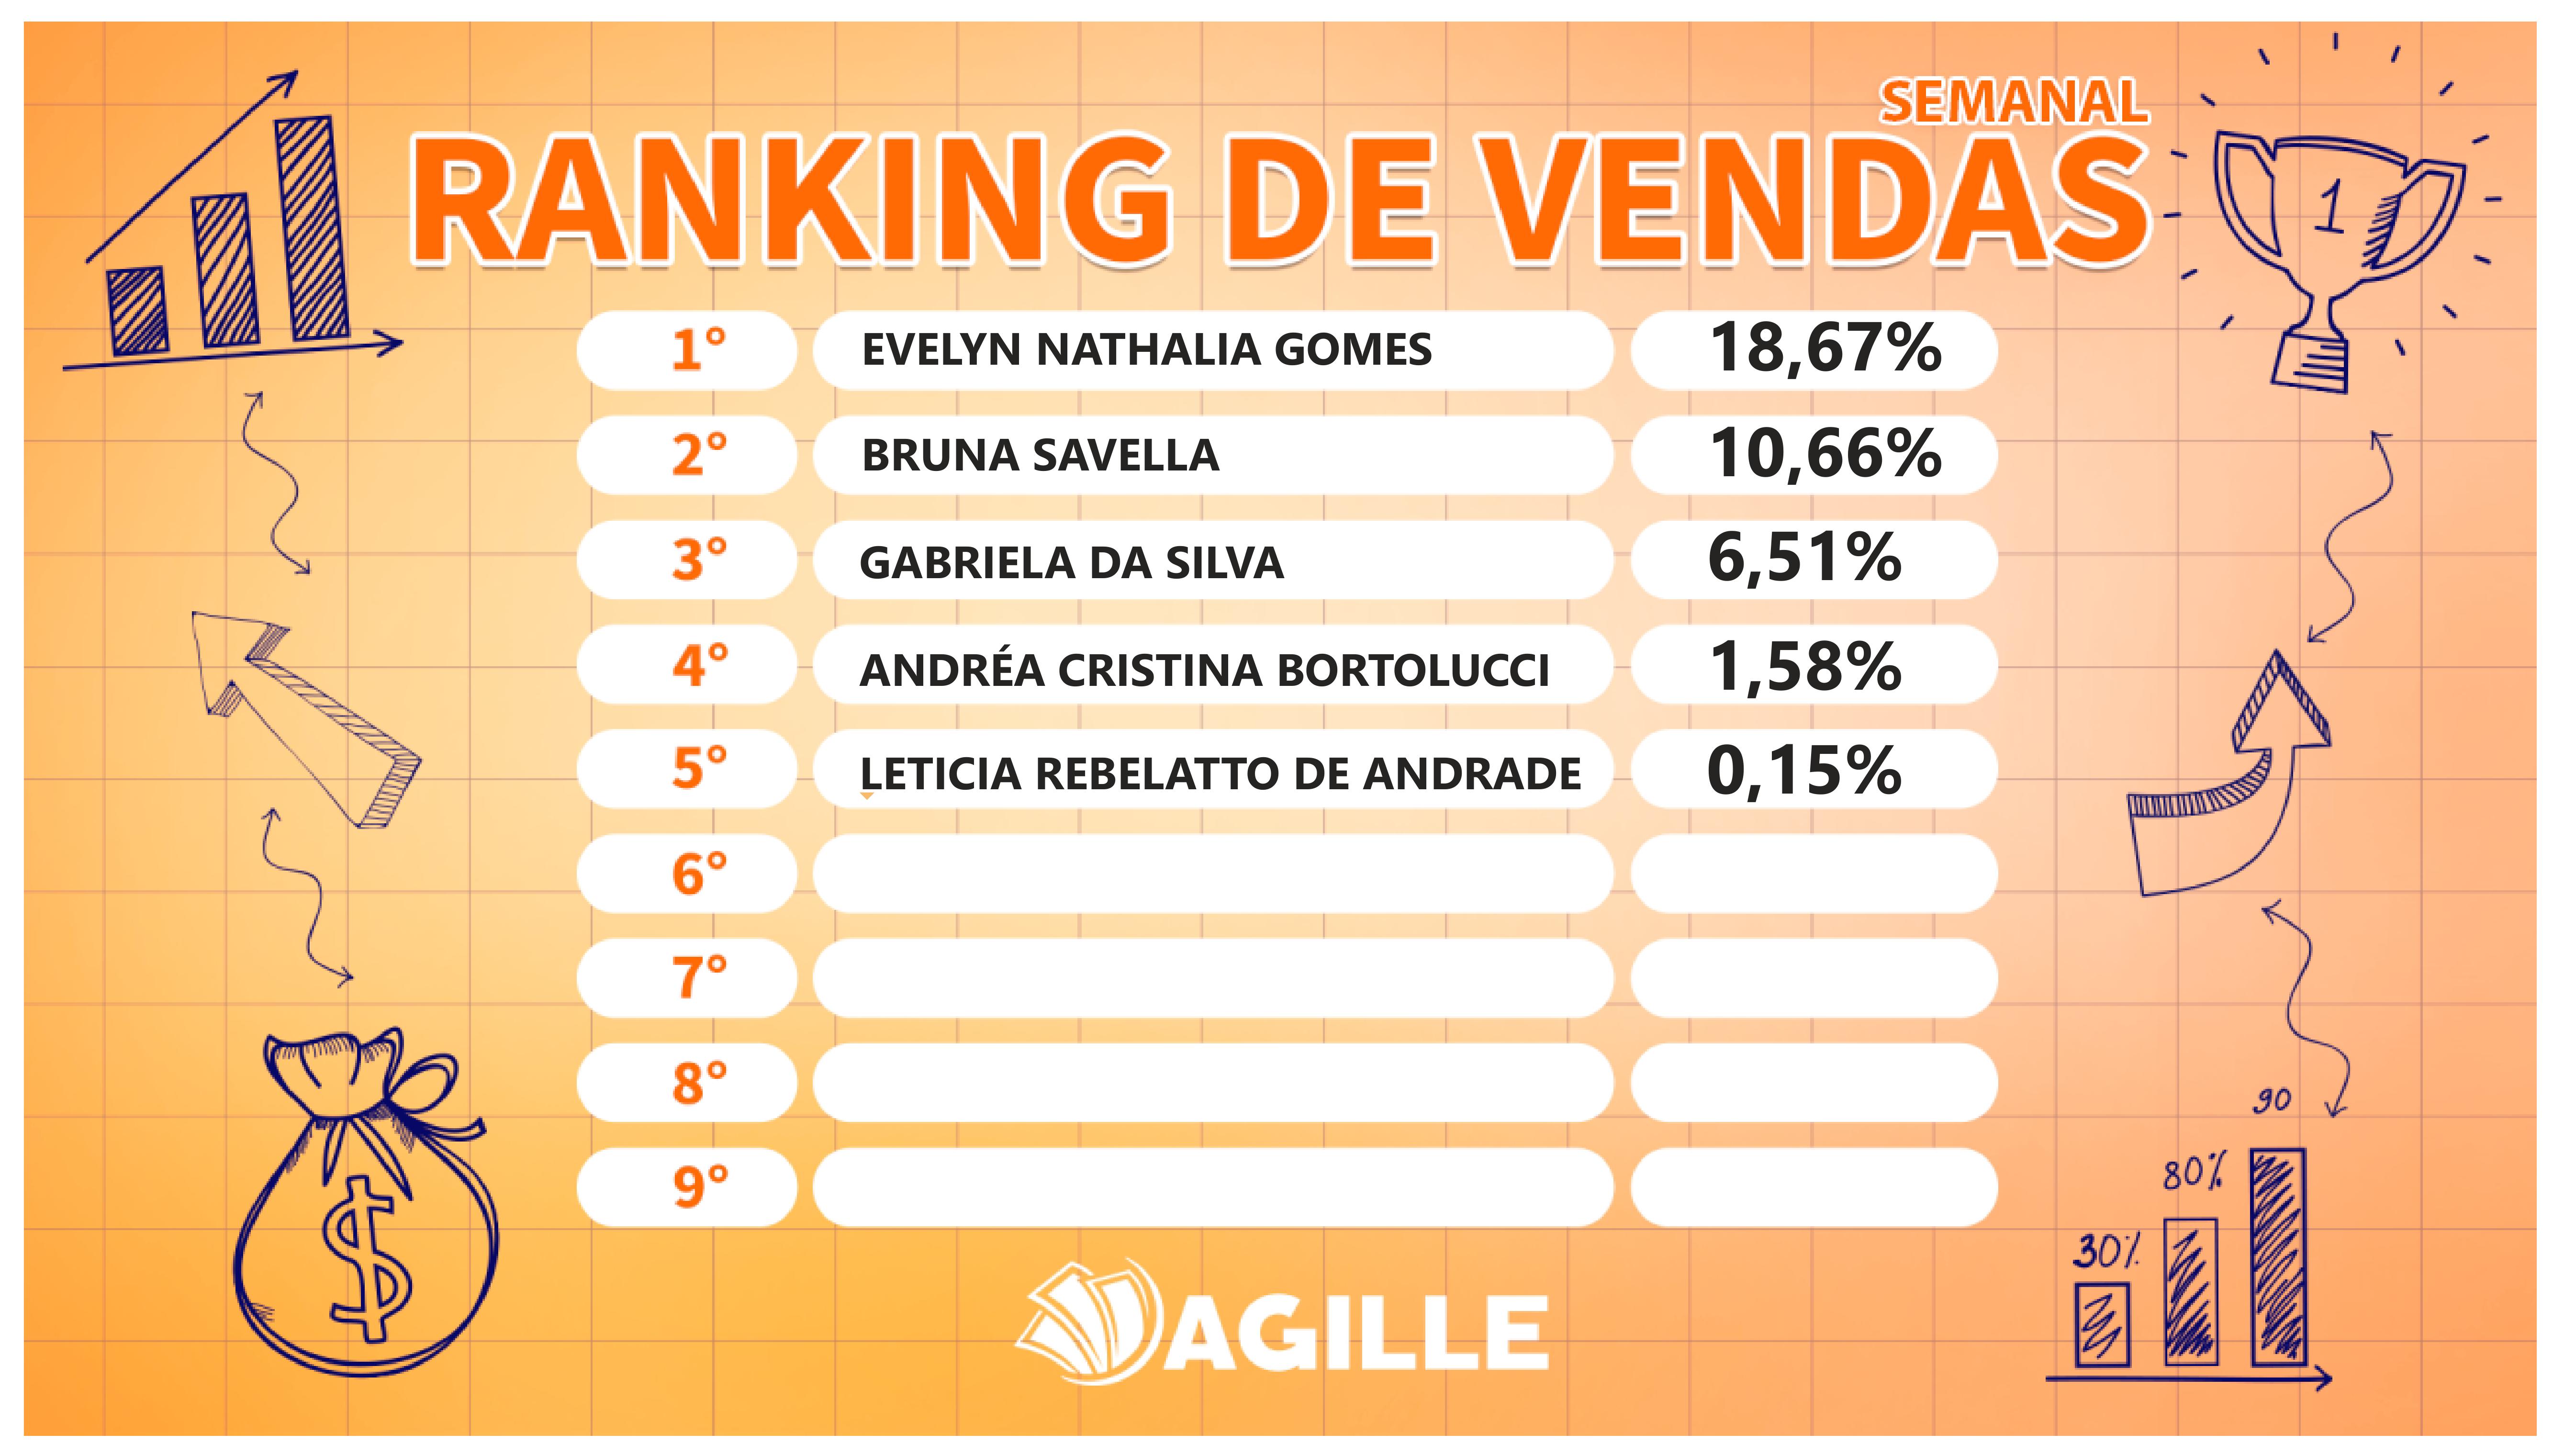 SEMANAL
RANKING DE VENDAS
1
1° EVELYN NATHALIA GOMES 18,67%
2° BRUNA SAVELLA 10,66%
3° GABRIELA DA SILVA 6,51%
4° ANDRÉA CRISTINA BORTOLUCCI 1,58%
5° LETICIA REBELATTO DE ANDRADE 0,15%
6°
7°
8°
9°
$
90
80%
30%
AGILLE